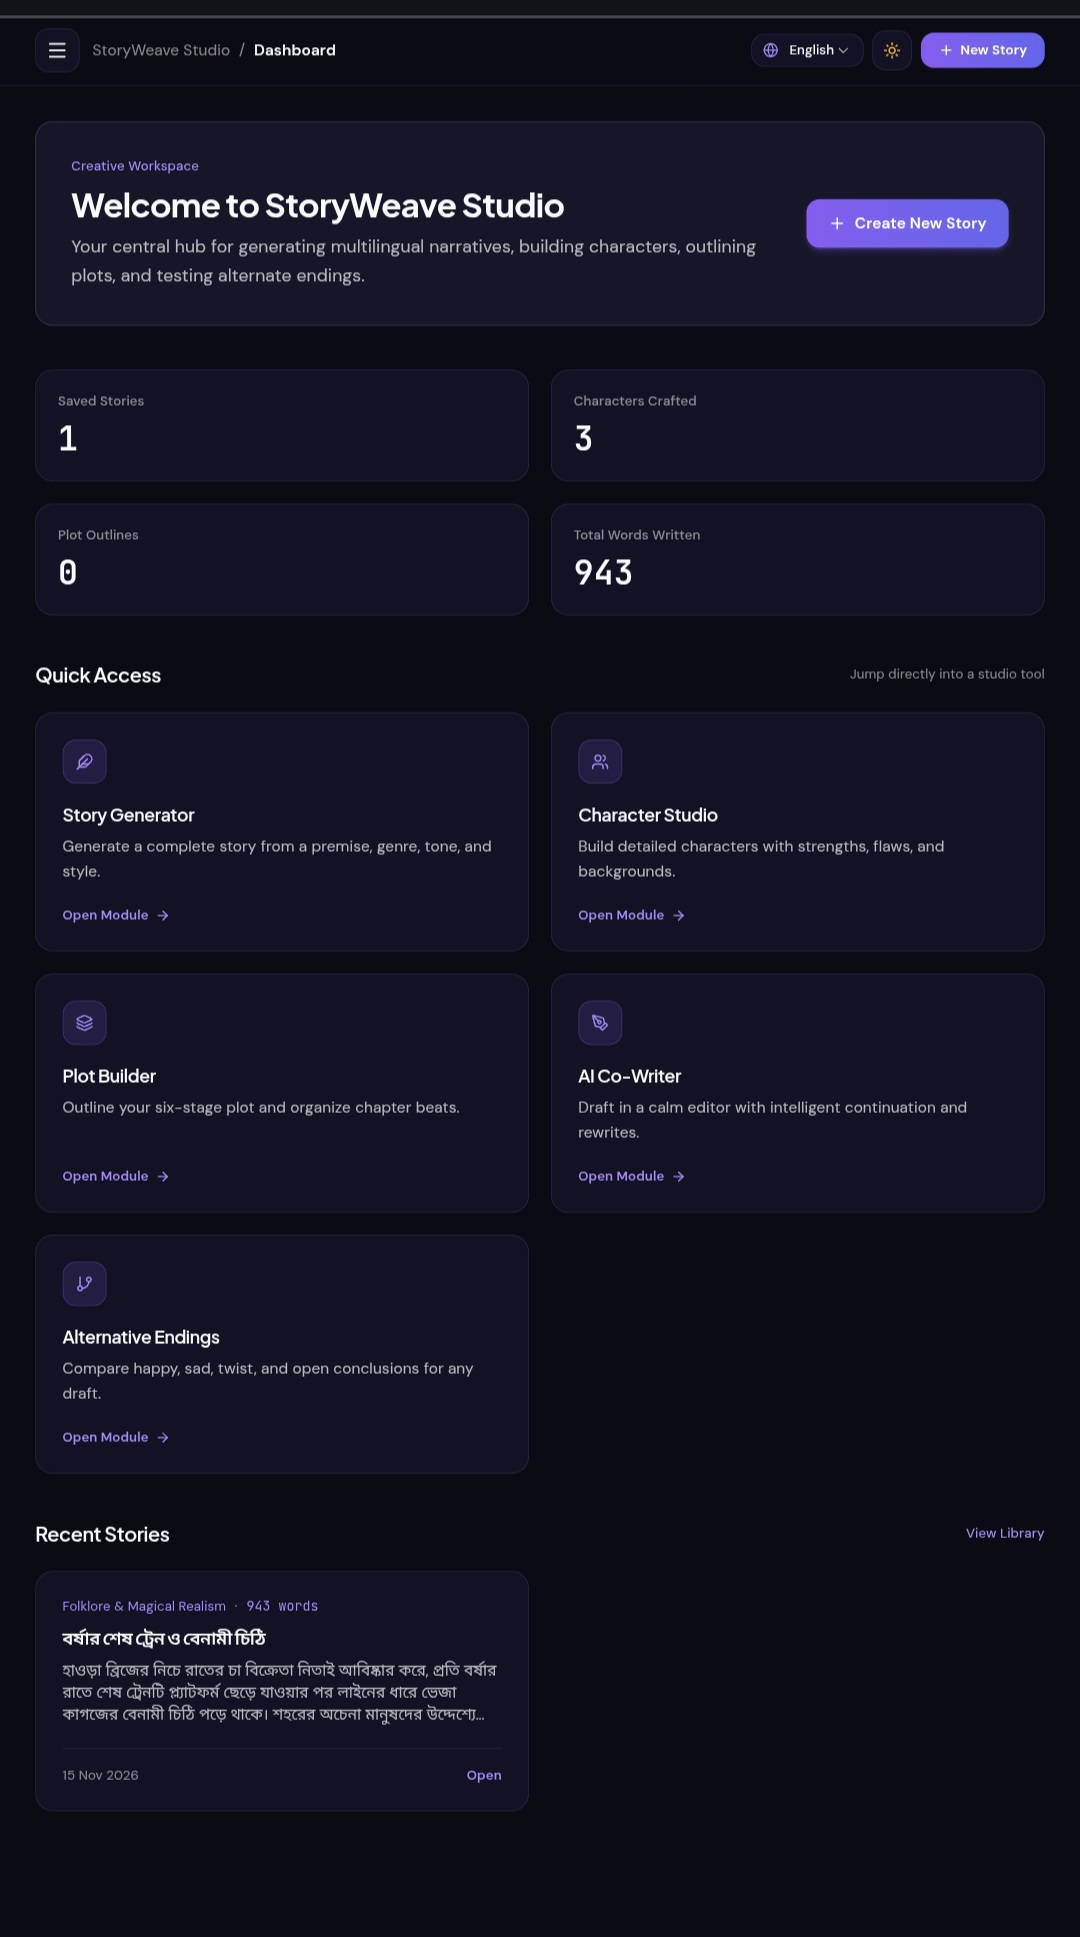 StoryWeave Studio / Dashboard
English
+ New Story
Creative Workspace
Welcome to StoryWeave Studio
Your central hub for generating multilingual narratives, building characters, outlining
plots, and testing alternate endings.
+ Create New Story
Saved Stories
1
Characters Crafted
3
Plot Outlines
0
Total Words Written
943
Quick Access
Jump directly into a studio tool
Story Generator
Generate a complete story from a premise, genre, tone, and
style.
Open Module →
Character Studio
Build detailed characters with strengths, flaws, and
backgrounds.
Open Module →
Plot Builder
Outline your six-stage plot and organize chapter beats.
Open Module →
AI Co-Writer
Draft in a calm editor with intelligent continuation and
rewrites.
Open Module →
Alternative Endings
Compare happy, sad, twist, and open conclusions for any
draft.
Open Module →
Recent Stories
View Library
Folklore & Magical Realism · 943 words
বর্ষার শেষ ট্রেন ও বেনামী চিঠি
হাওড়া ব্রিজের নিচে রাতের চা বিক্রেতা নিতাই আবিষ্কার করে, প্রতি বর্ষার
রাতে শেষ ট্রেনটি প্ল্যাটফর্ম ছেড়ে যাওয়ার পর লাইনের ধারে ভেজা
কাগজের বেনামী চিঠি পড়ে থাকে। শহরের অচেনা মানুষদের উদ্দেশ্যে...
15 Nov 2026
Open